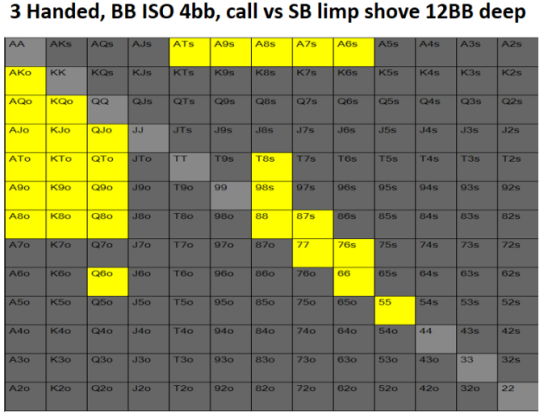 3 Handed, BB ISO 4bb, call vs SB limp shove 12BB deep
AA AKs AQs AJs ATs A9s A8s A7s A6s A5s A4s A3s A2s
AKo KK KQs KJs KTs K9s K8s K7s K6s K5s K4s K3s K2s
AQo KQo QQ QJs QTs Q9s Q8s Q7s Q6s Q5s Q4s Q3s Q2s
AJo KJo QJo JJ JTs J9s J8s J7s J6s J5s J4s J3s J2s
ATo KTo QTo JTo TT T9s T8s T7s T6s T5s T4s T3s T2s
A9o K9o Q9o J9o T9o 99 98s 97s 96s 95s 94s 93s 92s
A8o K8o Q8o J8o T8o 98o 88 87s 86s 85s 84s 83s 82s
A7o K7o Q7o J7o T7o 97o 87o 77 76s 75s 74s 73s 72s
A6o K6o Q6o J6o T6o 96o 86o 76o 66 65s 64s 63s 62s
A5o K5o Q5o J5o T5o 95o 85o 75o 65o 55 54s 53s 52s
A4o K4o Q4o J4o T4o 94o 84o 74o 64o 54o 44 43s 42s
A3o K3o Q3o J3o T3o 93o 83o 73o 63o 53o 43o 33 32s
A2o K2o Q2o J2o T2o 92o 82o 72o 62o 52o 42o 32o 22